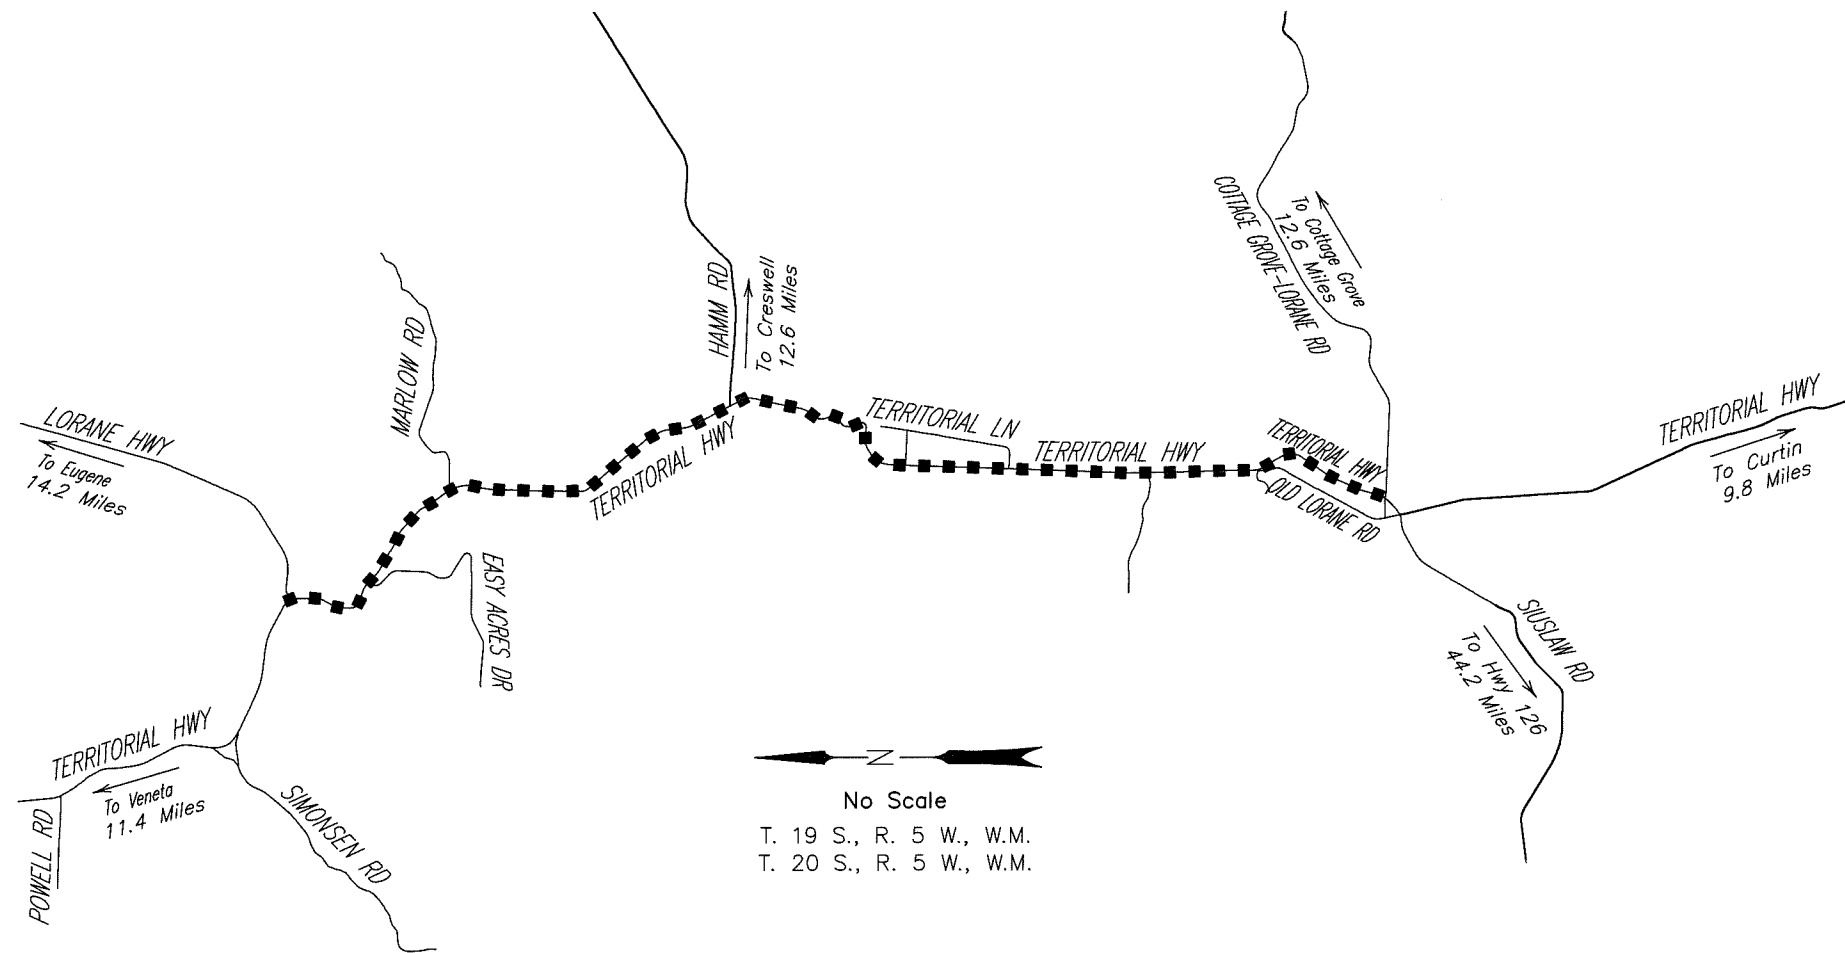 COTTAGE GROVE-LORANE RD
To Cottage Grove
12.6 Miles
HAMM RD
To Creswell
12.6 Miles
MARLOW RD
LORANE HWY
To Eugene
14.2 Miles
TERRITORIAL HWY
TERRITORIAL LN
TERRITORIAL HWY
TERRITORIAL HWY
OLD LORANE RD
TERRITORIAL HWY
To Curtin
9.8 Miles
EASY ACRES DR
SIUSLAW RD
To Hwy 126
44.2 Miles
TERRITORIAL HWY
To Veneta
11.4 Miles
POWELL RD
SIMONSEN RD
N
No Scale
T. 19 S., R. 5 W., W.M.
T. 20 S., R. 5 W., W.M.